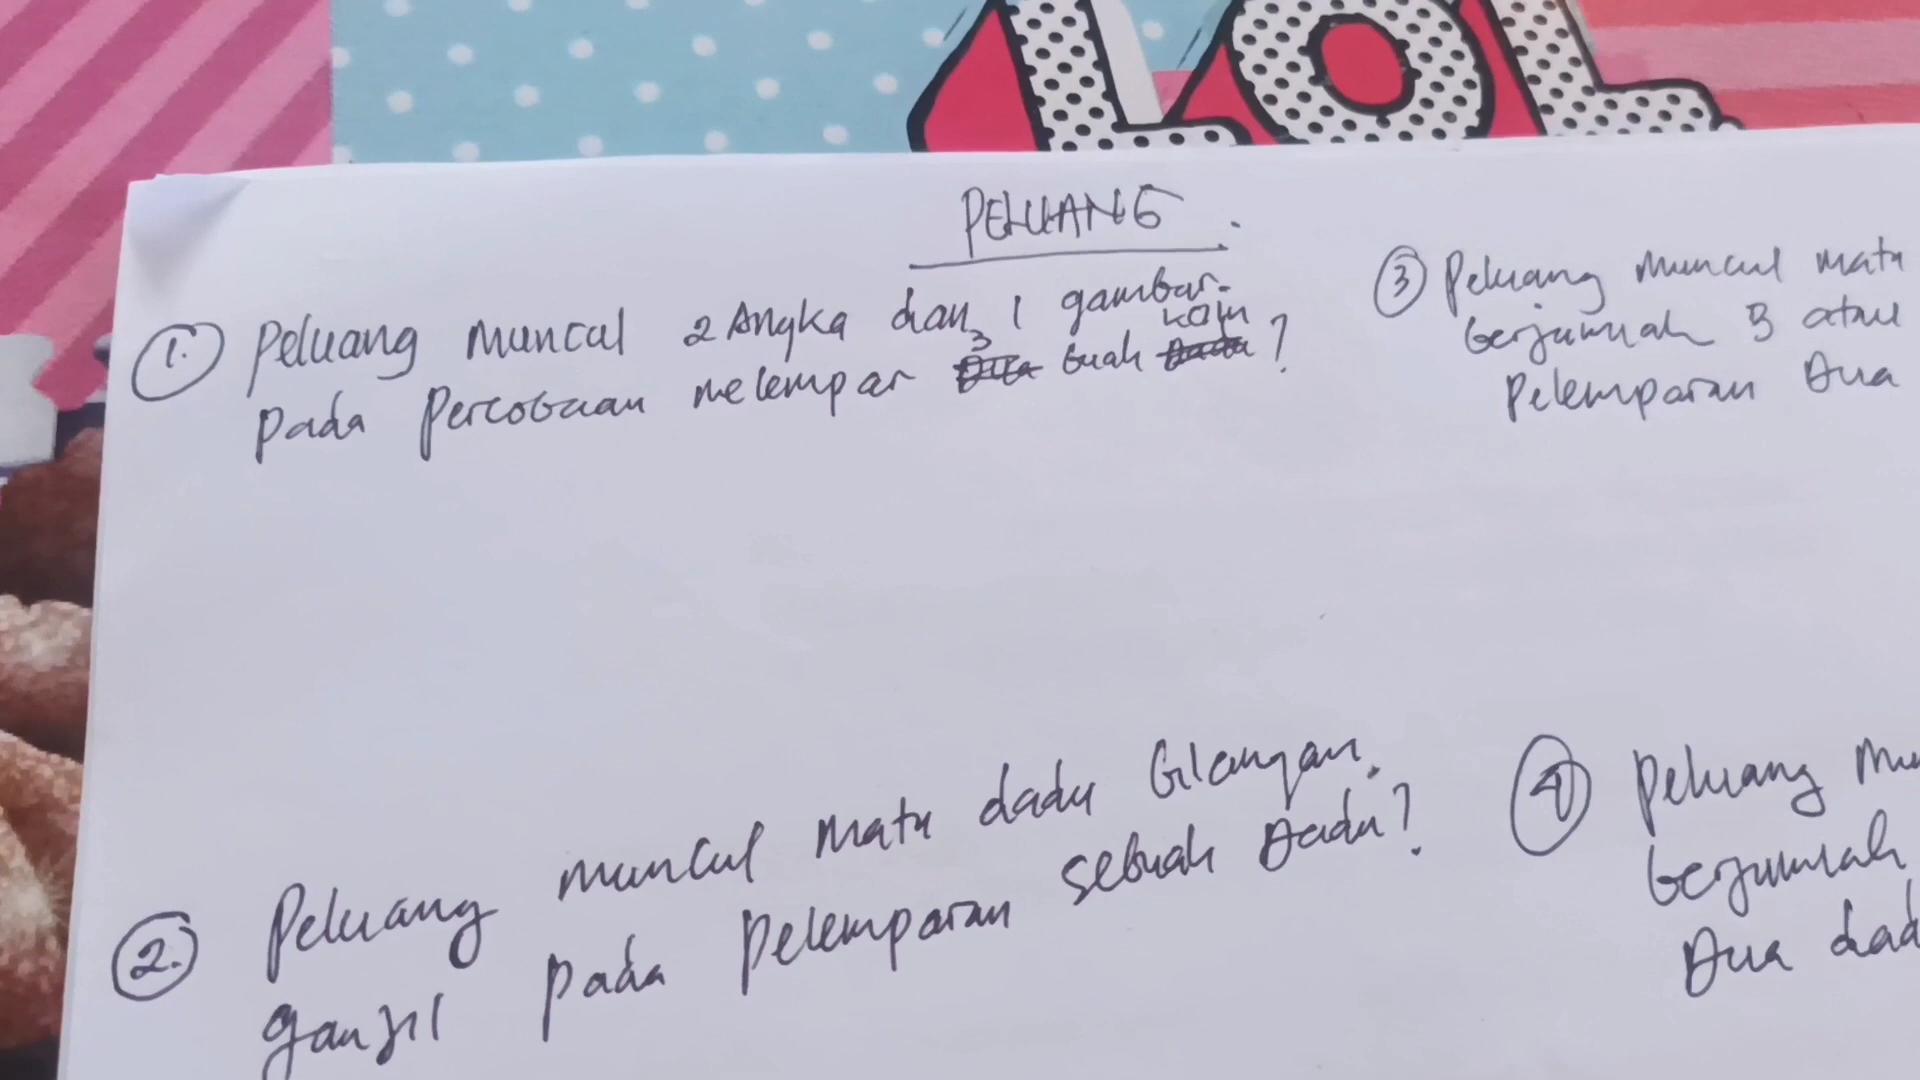 LOL
PELUANG.
1. Peluang muncul 2 Angka dan 1 gambar.
pada percobaan melempar 3 buah koin ?
2. Peluang muncul mata dadu bilangan.
ganjil pada pelemparan sebuah Dadu?
3 Peluang muncul mata
berjumlah 3 atau
Pelemparan Dua
4 Peluang mu
berjumlah
Dua dad